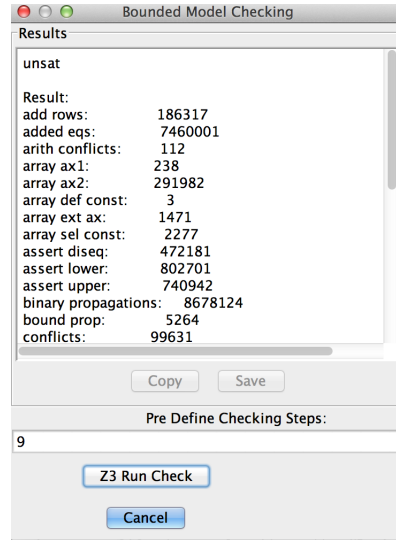 Bounded Model Checking
Results
unsat
Result:
add rows: 186317
added eqs: 7460001
arith conflicts: 112
array ax1: 238
array ax2: 291982
array def const: 3
array ext ax: 1471
array sel const: 2277
assert diseq: 472181
assert lower: 802701
assert upper: 740942
binary propagations: 8678124
bound prop: 5264
conflicts: 99631
Copy Save
Pre Define Checking Steps:
9
Z3 Run Check
Cancel